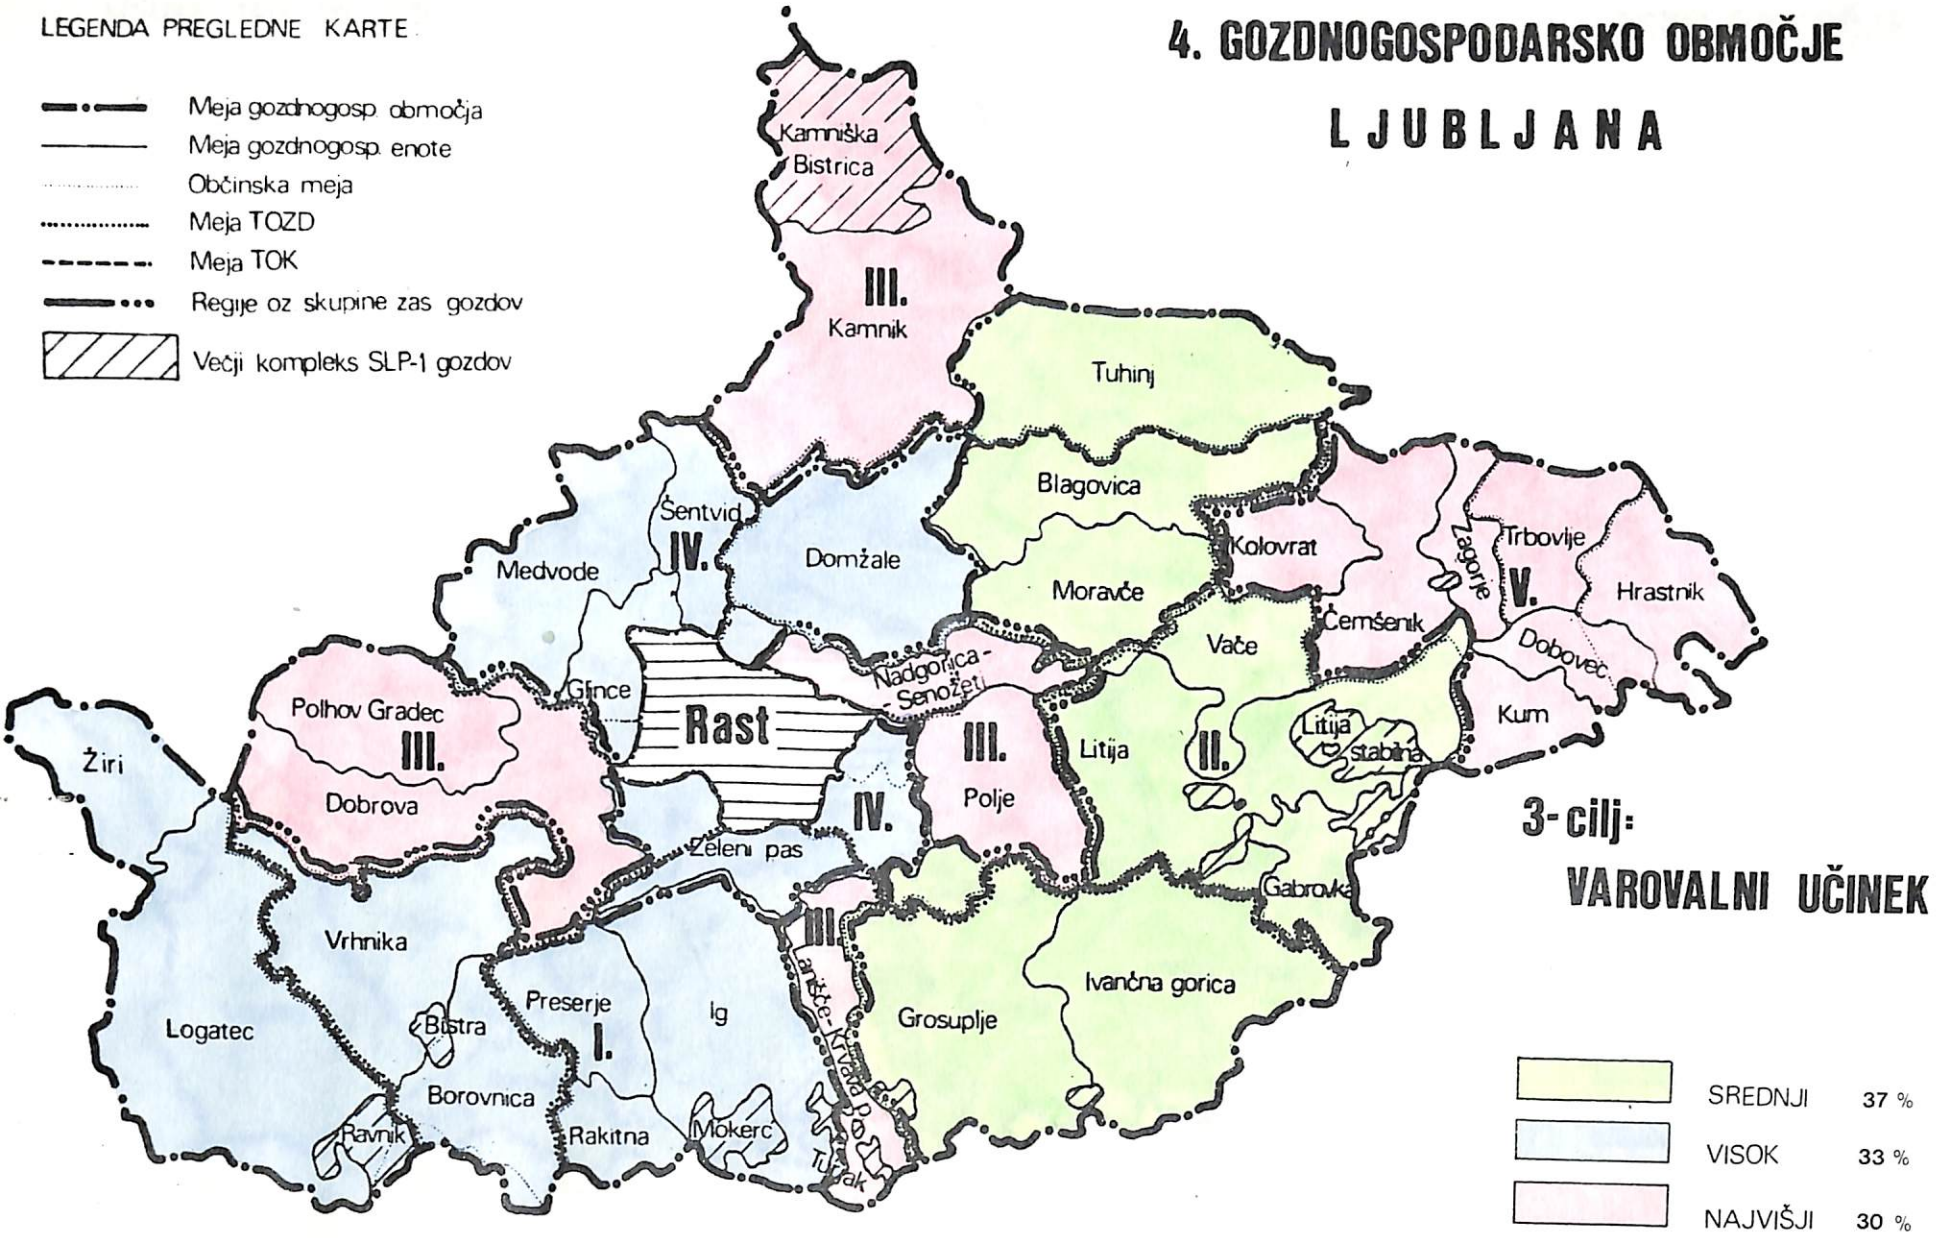 LEGENDA PREGLEDNE KARTE
Meja gozdnogosp. območja
Meja gozdnogosp. enote
Občinska meja
Meja TOZD
Meja TOK
Regije oz skupine zas gozdov
Večji kompleks SLP-1 gozdov
4. GOZDNOGOSPODARSKO OBMOČJE
LJUBLJANA
Kamniška
Bistrica
III.
Kamnik
Tuhinj
Blagovica
Šentvid
IV.
Medvode
Domžale
Moravče
Kolovrat
Zagorje
Trbovlje
V.
Hrastnik
Čemšenik
Vače
Dobovec
Nadgorica-
-Senožeti
Glince
Polhov Gradec
III.
Rast
III.
Polje
Litija
II.
Litija
stabilna
Kum
Žiri
Dobrova
IV.
Zeleni pas
Gabrovka
3-cilj:
VAROVALNI UČINEK
Vrhnika
III.
Preserje
I.
Ig
Ivančna gorica
Grosuplje
Logatec
Bistra
Borovnica
Ravnik
Rakitna
Mokerc
SREDNJI 37 %
VISOK 33 %
NAJVIŠJI 30 %